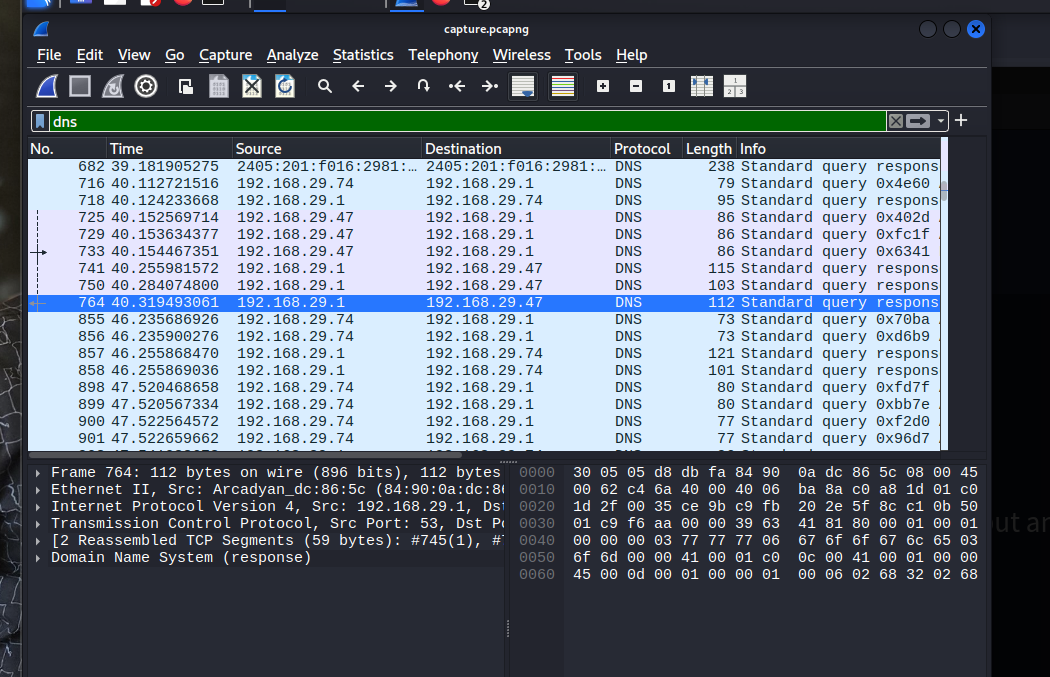 2
capture.pcapng
File Edit View Go Capture Analyze Statistics Telephony Wireless Tools Help
dns
No. Time Source Destination Protocol Length Info
682 39.181905275 2405:201:f016:2981:… 2405:201:f016:2981:… DNS 238 Standard query respons
716 40.112721516 192.168.29.74 192.168.29.1 DNS 79 Standard query 0x4e60
718 40.124233668 192.168.29.1 192.168.29.74 DNS 95 Standard query respons
725 40.152569714 192.168.29.47 192.168.29.1 DNS 86 Standard query 0x402d
729 40.153634377 192.168.29.47 192.168.29.1 DNS 86 Standard query 0xfc1f
733 40.154467351 192.168.29.47 192.168.29.1 DNS 86 Standard query 0x6341
741 40.255981572 192.168.29.1 192.168.29.47 DNS 115 Standard query respons
750 40.284074800 192.168.29.1 192.168.29.47 DNS 103 Standard query respons
764 40.319493061 192.168.29.1 192.168.29.47 DNS 112 Standard query respons
855 46.235686926 192.168.29.74 192.168.29.1 DNS 73 Standard query 0x70ba
856 46.235900276 192.168.29.74 192.168.29.1 DNS 73 Standard query 0xd6b9
857 46.255868470 192.168.29.1 192.168.29.74 DNS 121 Standard query respons
858 46.255869036 192.168.29.1 192.168.29.74 DNS 101 Standard query respons
898 47.520468658 192.168.29.74 192.168.29.1 DNS 80 Standard query 0xfd7f
899 47.520567334 192.168.29.74 192.168.29.1 DNS 80 Standard query 0xbb7e
900 47.522564572 192.168.29.74 192.168.29.1 DNS 77 Standard query 0xf2d0
901 47.522659662 192.168.29.74 192.168.29.1 DNS 77 Standard query 0x96d7
Frame 764: 112 bytes on wire (896 bits), 112 bytes
Ethernet II, Src: Arcadyan_dc:86:5c (84:90:0a:dc:86
Internet Protocol Version 4, Src: 192.168.29.1, Dst
Transmission Control Protocol, Src Port: 53, Dst Po
[2 Reassembled TCP Segments (59 bytes): #745(1), #7
Domain Name System (response)
0000 30 05 05 d8 db fa 84 90 0a dc 86 5c 08 00 45
0010 00 62 c4 6a 40 00 40 06 ba 8a c0 a8 1d 01 c0
0020 1d 2f 00 35 ce 9b c9 fb 20 2e 5f 8c c1 0b 50
0030 01 c9 f6 aa 00 00 39 63 41 81 80 00 01 00 01
0040 00 00 00 03 77 77 77 06 67 6f 6f 67 6c 65 03
0050 6f 6d 00 00 41 00 01 c0 0c 00 41 00 01 00 00
0060 45 00 0d 00 01 00 00 01 00 06 02 68 32 02 68